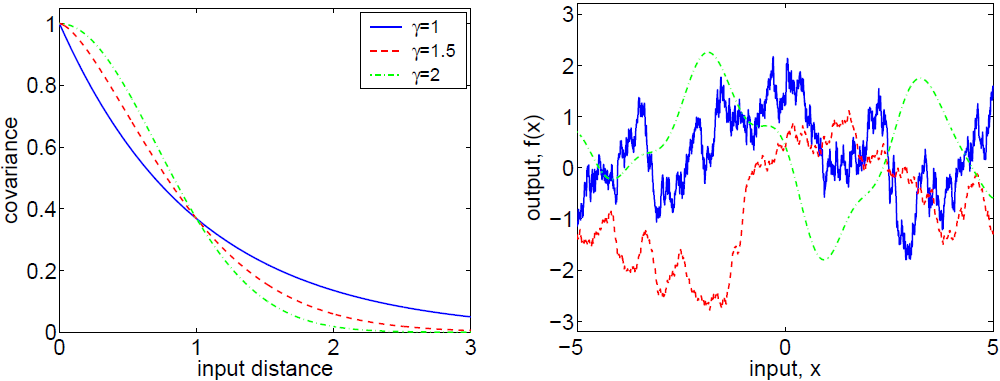 1
0.8
0.6
0.4
0.2
0
covariance
0
1
2
3
input distance
γ=1
γ=1.5
γ=2
3
2
1
0
−1
−2
−3
output, f(x)
−5
0
5
input, x